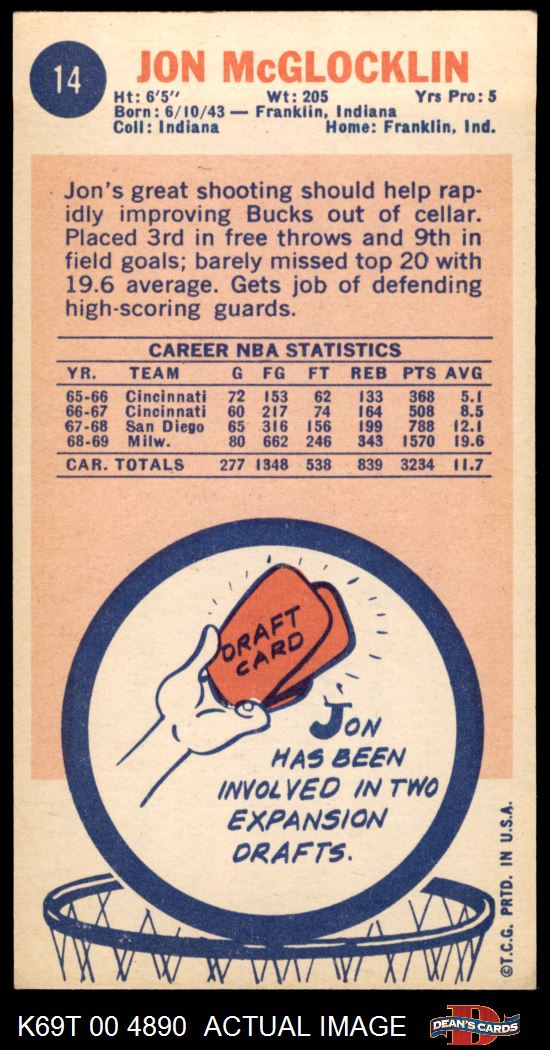 14
JON McGLOCKLIN
Ht: 6'5" Wt: 205 Yrs Pro: 5
Born: 6/10/43 — Franklin, Indiana
Coll: Indiana Home: Franklin, Ind.
Jon's great shooting should help rap-
idly improving Bucks out of cellar.
Placed 3rd in free throws and 9th in
field goals; barely missed top 20 with
19.6 average. Gets job of defending
high-scoring guards.
CAREER NBA STATISTICS
YR. TEAM G FG FT REB PTS AVG
65-66 Cincinnati 72 153 62 133 368 5.1
66-67 Cincinnati 60 217 74 164 508 8.5
67-68 San Diego 65 316 156 199 788 12.1
68-69 Milw. 80 662 246 343 1570 19.6
CAR. TOTALS 277 1348 538 839 3234 11.7
DRAFT
CARD
JON
HAS BEEN
INVOLVED IN TWO
EXPANSION
DRAFTS.
©T.C.G. PRTD. IN U.S.A.
K69T 00 4890 ACTUAL IMAGE
D
DEAN'S CARDS